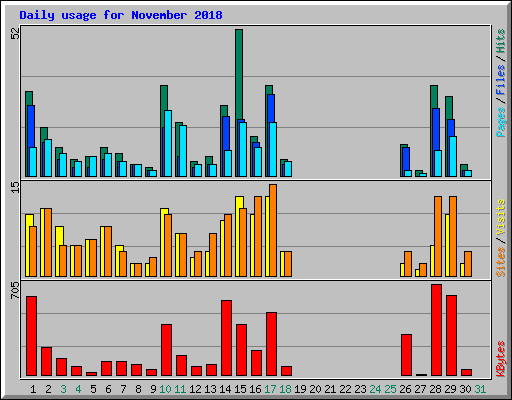 Daily usage for November 2018
52
Pages / Files / Hits
15
Sites / Visits
705
KBytes
1 2 3 4 5 6 7 8 9 10 11 12 13 14 15 16 17 18 19 20 21 22 23 24 25 26 27 28 29 30 31